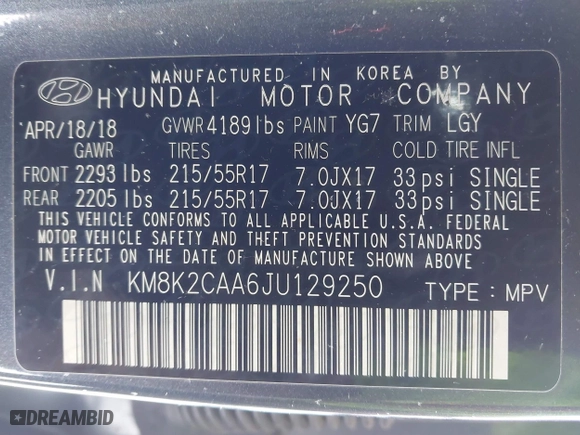 MANUFACTURED IN KOREA BY
HYUNDAI MOTOR COMPANY
APR/18/18 GVWR 4189 lbs PAINT YG7 TRIM LGY
GAWR TIRES RIMS COLD TIRE INFL
FRONT 2293 lbs 215/55R17 7.0JX17 33 psi SINGLE
REAR 2205 lbs 215/55R17 7.0JX17 33 psi SINGLE
THIS VEHICLE CONFORMS TO ALL APPLICABLE U.S.A. FEDERAL
MOTOR VEHICLE SAFETY AND THEFT PREVENTION STANDARDS
IN EFFECT ON THE DATE OF MANUFACTURE SHOWN ABOVE.
V.I.N KM8K2CAA6JU129250 TYPE : MPV
DREAMBID